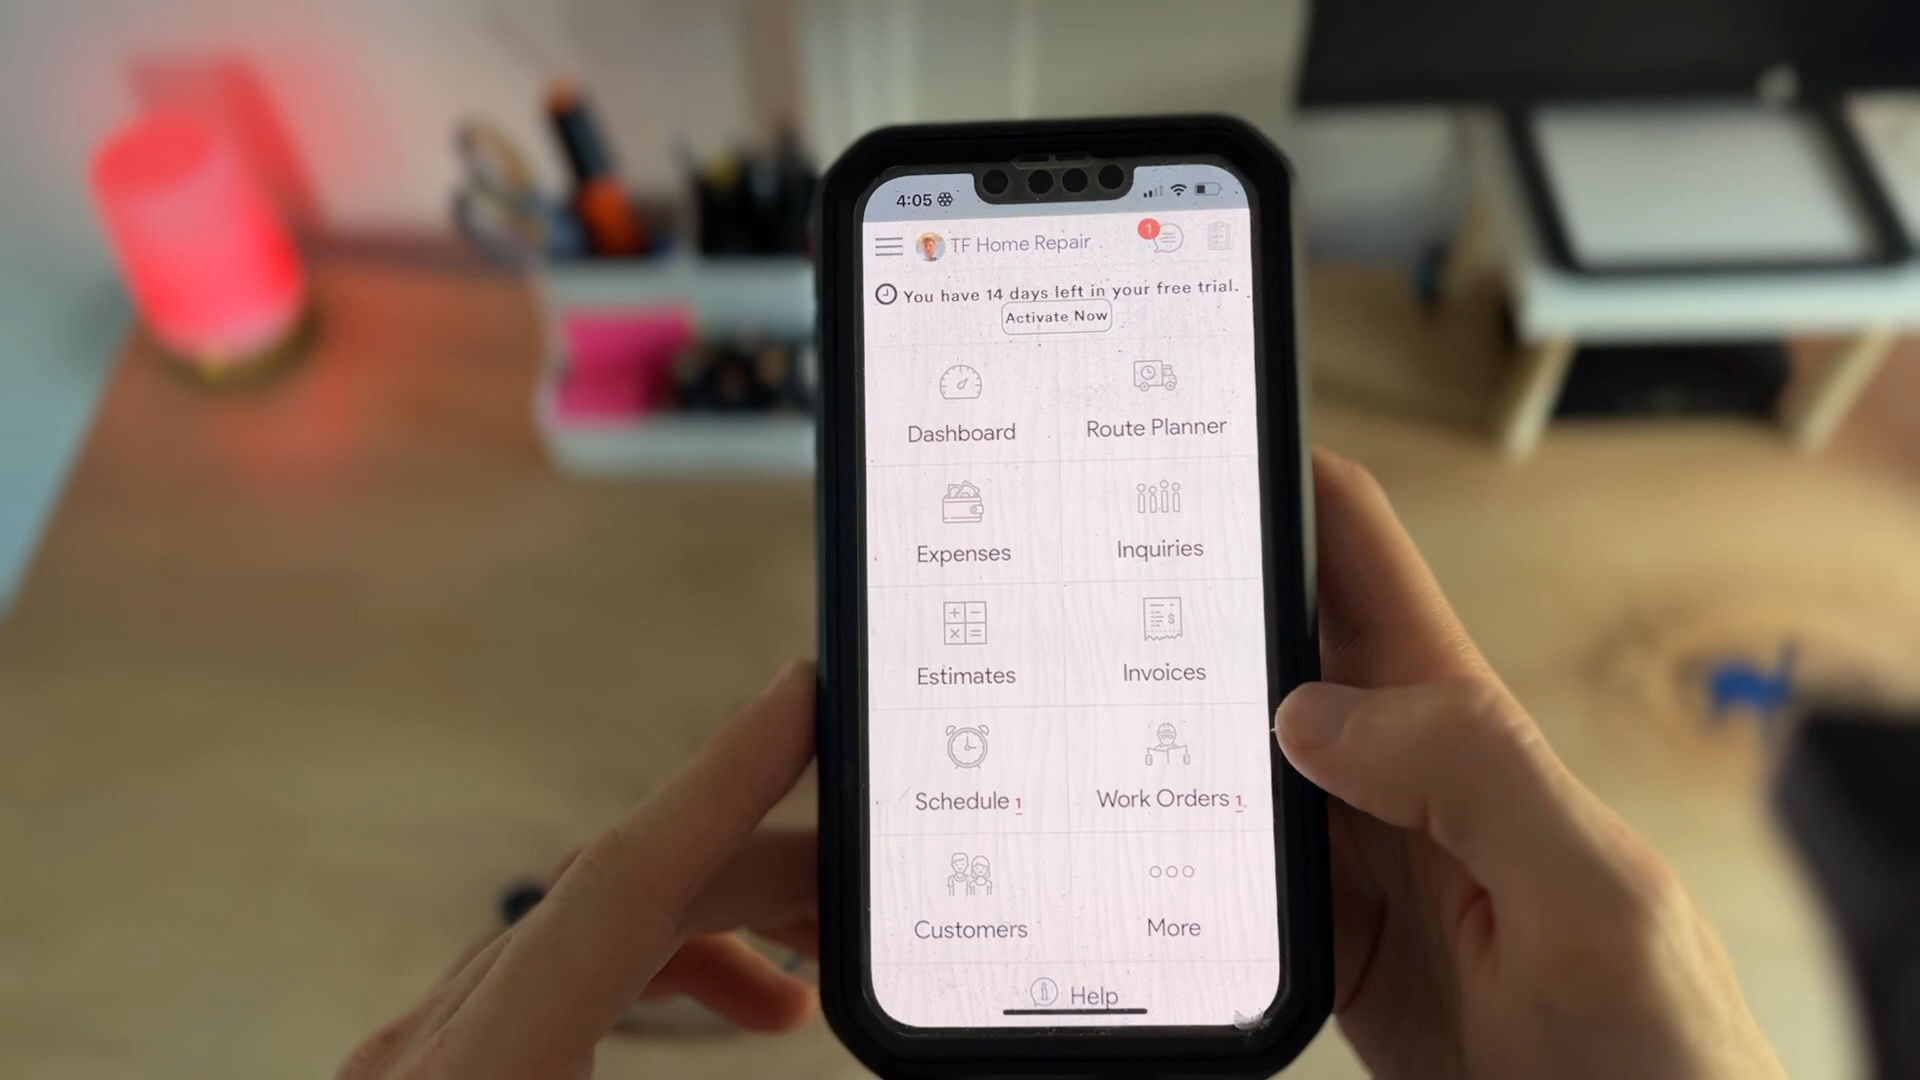 4:05
TF Home Repair
1
You have 14 days left in your free trial.
Activate Now
Dashboard
Route Planner
Expenses
Inquiries
Estimates
Invoices
Schedule 1
Work Orders 1
Customers
More
Help